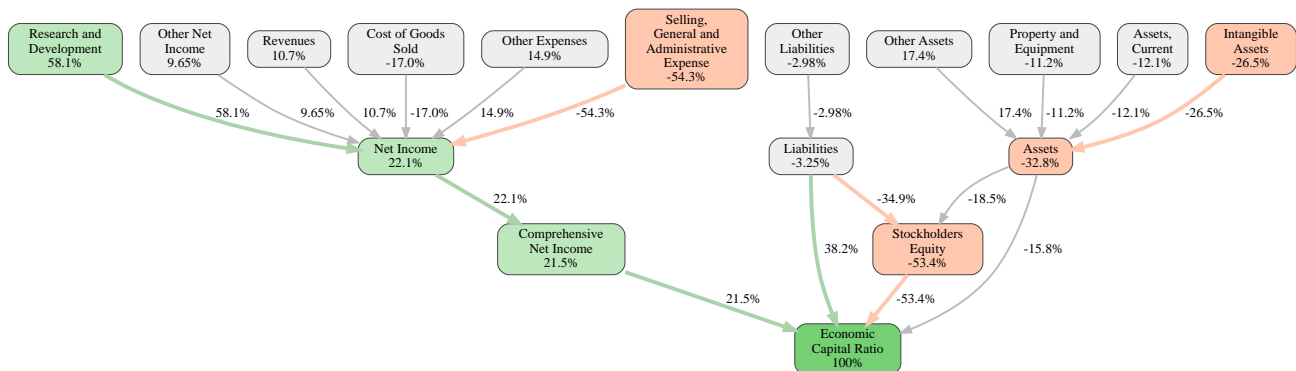 Research and
Development
58.1%
Other Net
Income
9.65%
Revenues
10.7%
Cost of Goods
Sold
-17.0%
Other Expenses
14.9%
Selling,
General and
Administrative
Expense
-54.3%
Other
Liabilities
-2.98%
Other Assets
17.4%
Property and
Equipment
-11.2%
Assets,
Current
-12.1%
Intangible
Assets
-26.5%
58.1%
9.65%
10.7%
-17.0%
14.9%
-54.3%
-2.98%
17.4%
-11.2%
-12.1%
-26.5%
Net Income
22.1%
Liabilities
-3.25%
Assets
-32.8%
22.1%
-34.9%
-18.5%
Comprehensive
Net Income
21.5%
38.2%
Stockholders
Equity
-53.4%
-15.8%
21.5%
-53.4%
Economic
Capital Ratio
100%